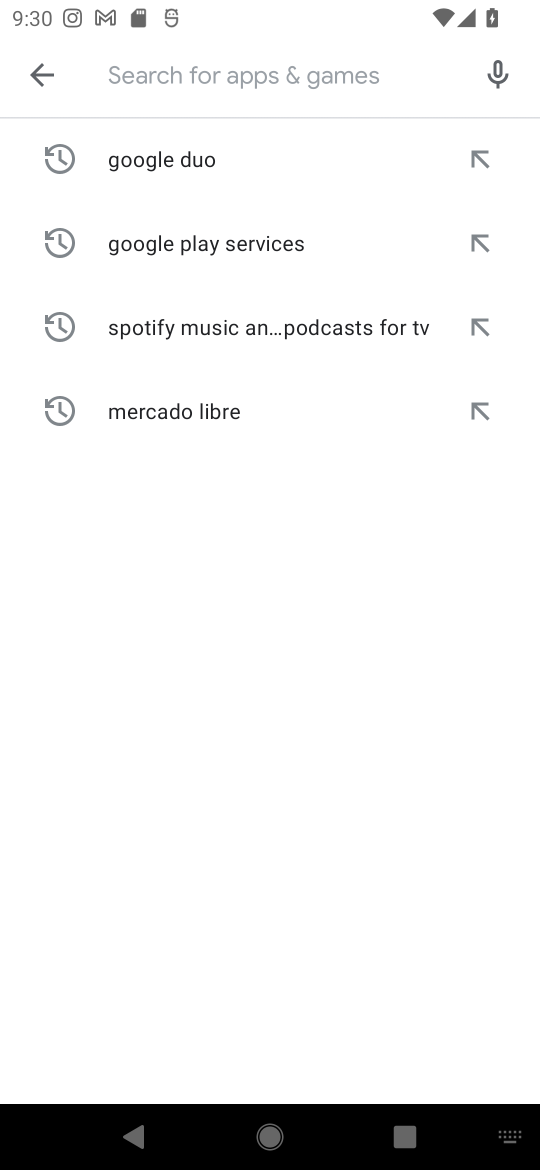 9:30
Search for apps & games
google duo
google play services
spotify music an…podcasts for tv
mercado libre